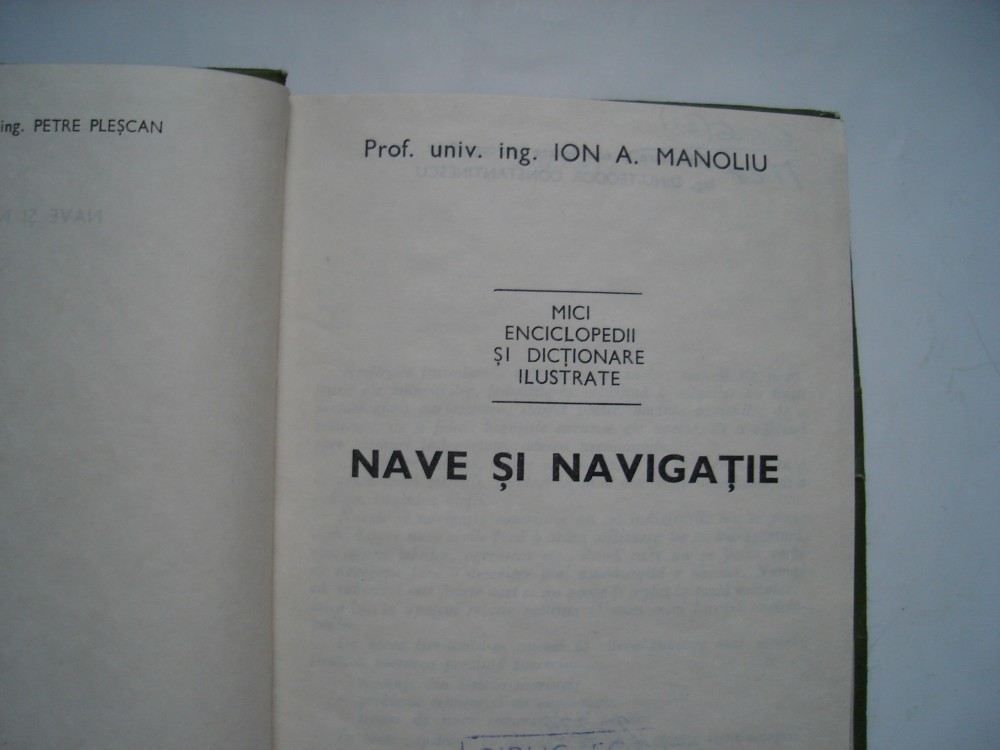 ing. PETRE PLEȘCAN
Prof. univ. ing. ION A. MANOLIU
MICI
ENCICLOPEDII
ȘI DICȚIONARE
ILUSTRATE
NAVE ȘI NAVIGAȚIE